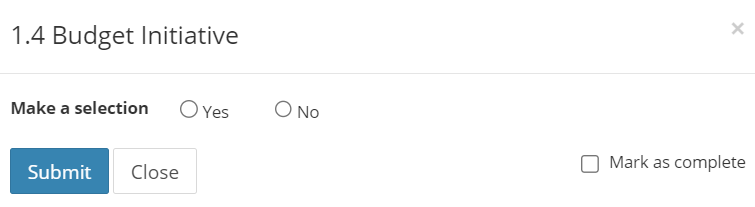 1.4 Budget Initiative ×
Make a selection Yes No
Submit Close Mark as complete